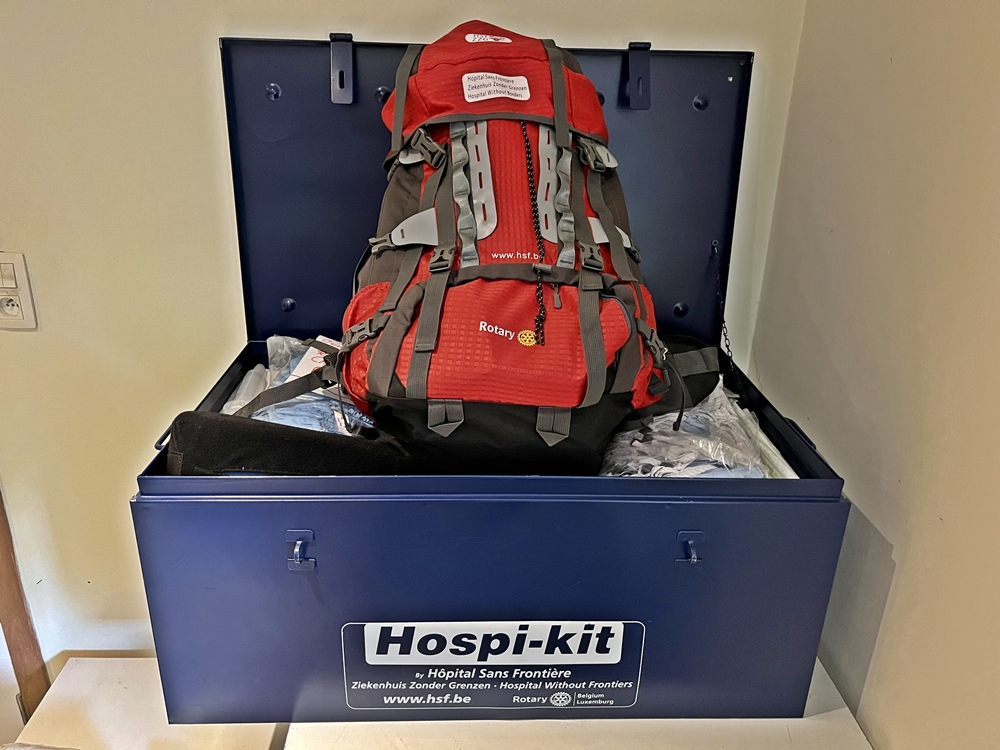 Hôpital Sans Frontière
Ziekenhuis Zonder Grenzen
Hospital Without Borders
www.hsf.be
Rotary
Hospi-kit
By Hôpital Sans Frontière
Ziekenhuis Zonder Grenzen - Hospital Without Frontiers
www.hsf.be
Rotary
Belgium
Luxemburg